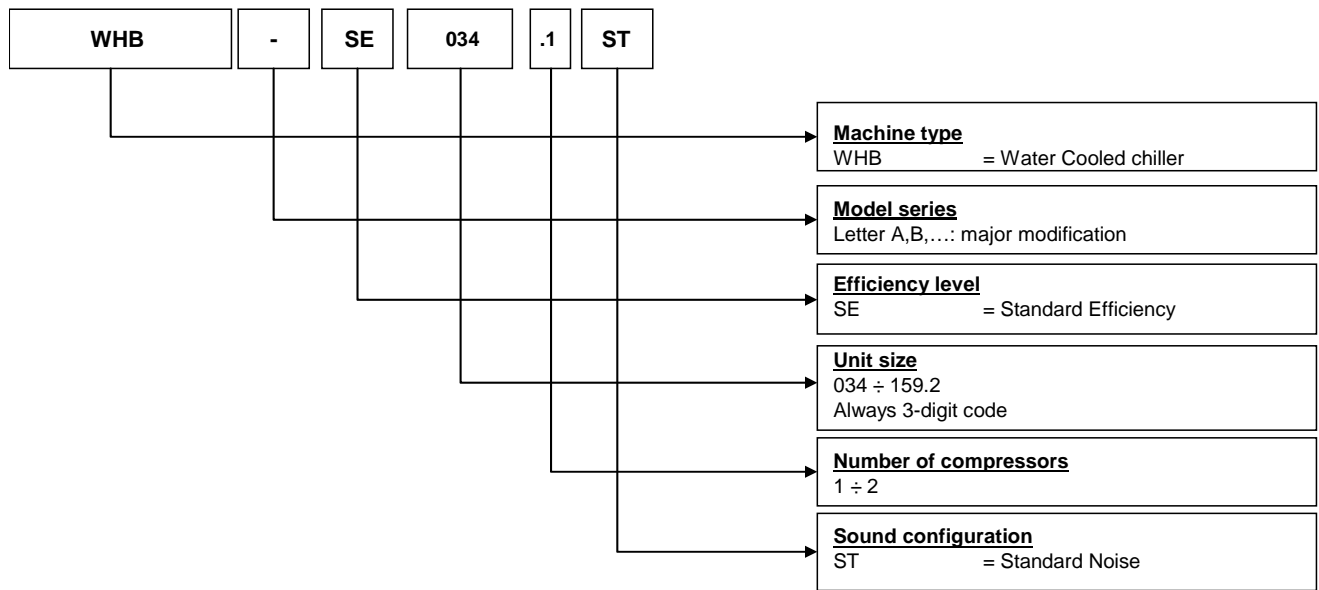 WHB - SE 034 .1 ST
Machine type
WHB = Water Cooled chiller
Model series
Letter A,B,…: major modification
Efficiency level
SE = Standard Efficiency
Unit size
034 ÷ 159.2
Always 3-digit code
Number of compressors
1 ÷ 2
Sound configuration
ST = Standard Noise